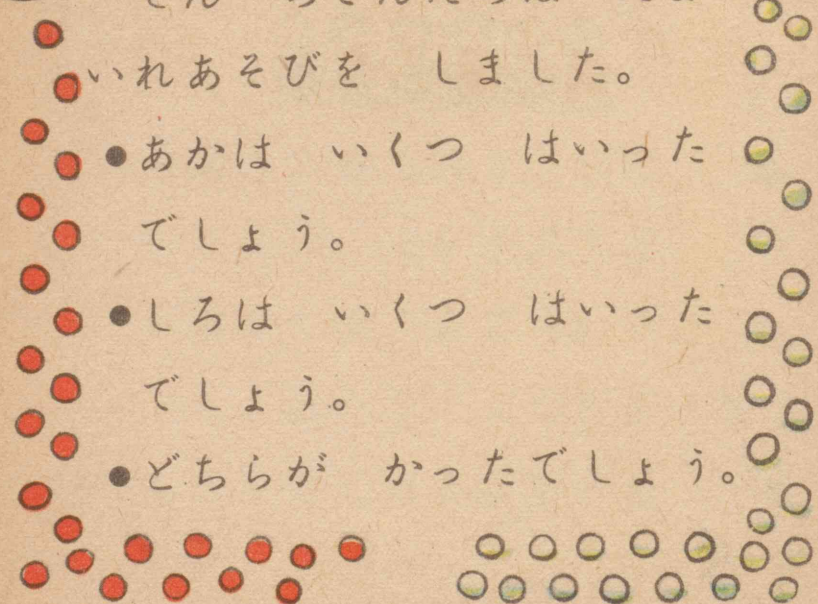 いれあそびを　しました。
●あかは　いくつ　はいった
でしょう。
●しろは　いくつ　はいった
でしょう。
●どちらが　かったでしょう。